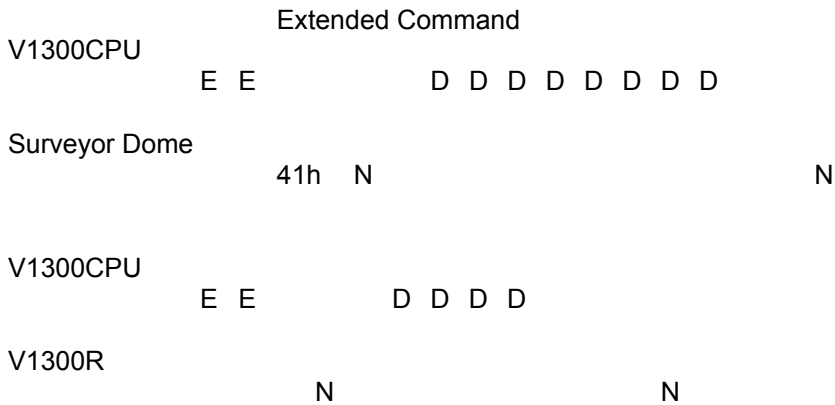 Extended Command
V1300CPU
E E D D D D D D D D
Surveyor Dome
41h N N
V1300CPU
E E D D D D
V1300R
N N